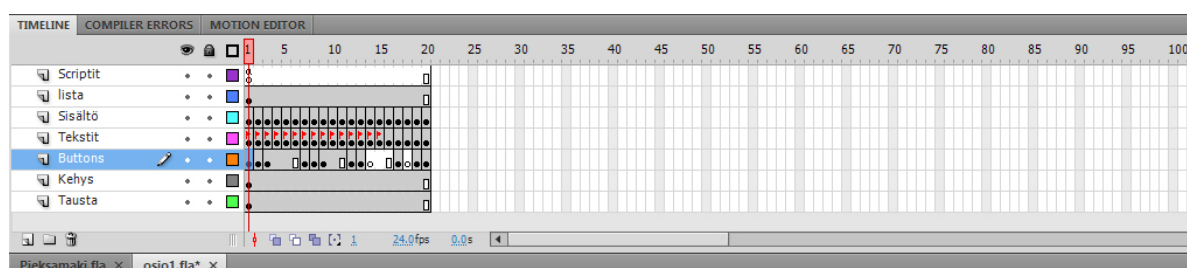 TIMELINE COMPILER ERRORS MOTION EDITOR
1 5 10 15 20 25 30 35 40 45 50 55 60 65 70 75 80 85 90 95 100
Scriptit
lista
Sisältö
Tekstit
Buttons
Kehys
Tausta
1 24.0fps 0.0s
Pieksamaki.fla × osio1.fla* ×